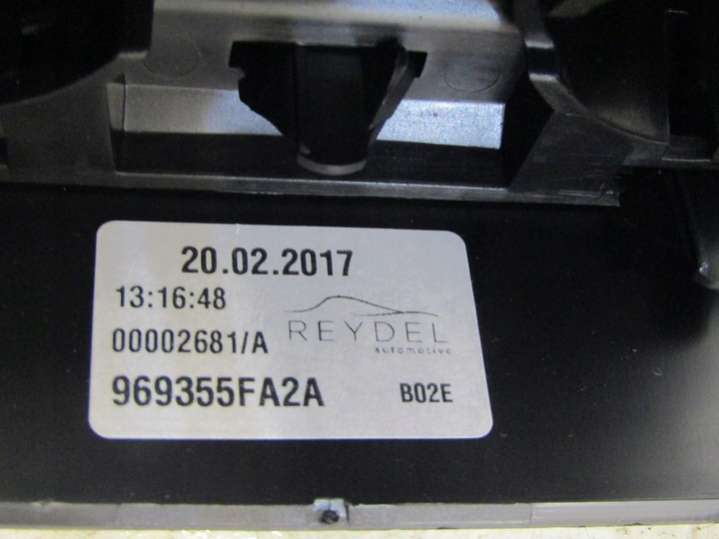 20.02.2017
13:16:48
00002681/A
REYDEL
automotive
969355FA2A
B02E